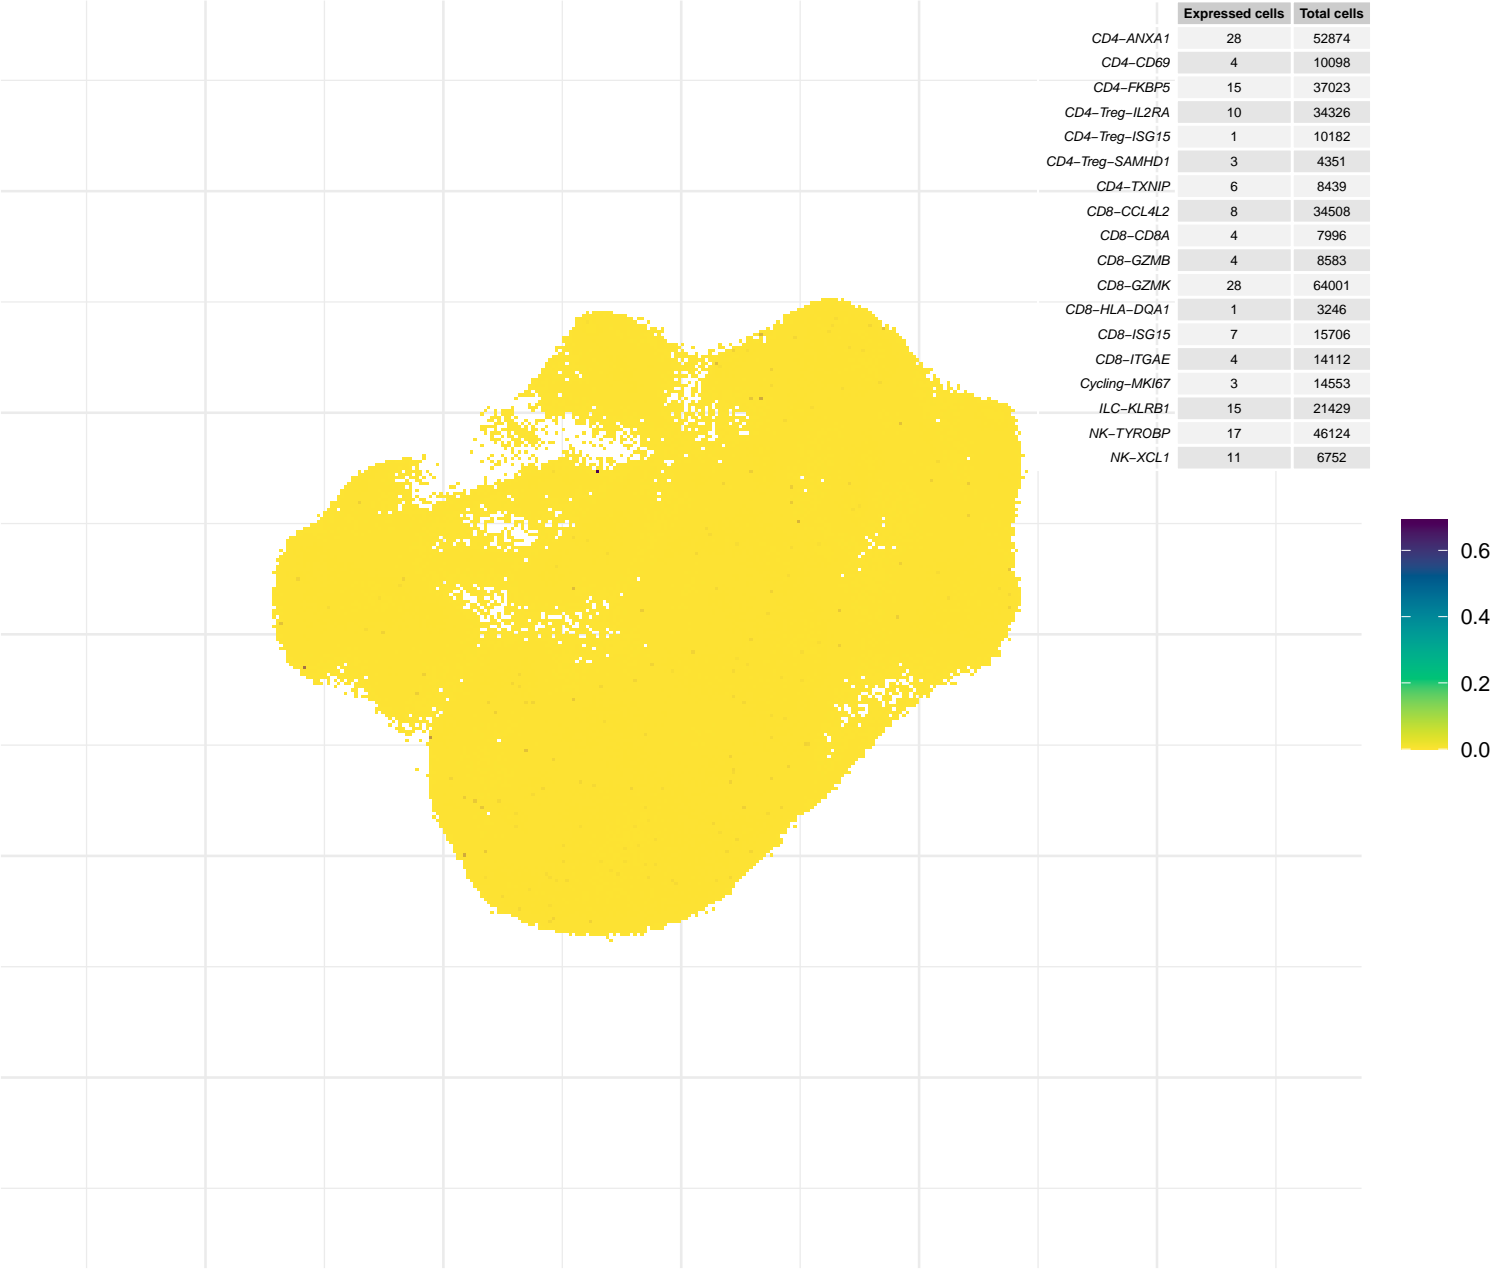 Expressed cells Total cells
CD4−ANXA1 28 52874
CD4−CD69 4 10098
CD4−FKBP5 15 37023
CD4−Treg−IL2RA 10 34326
CD4−Treg−ISG15 1 10182
CD4−Treg−SAMHD1 3 4351
CD4−TXNIP 6 8439
CD8−CCL4L2 8 34508
CD8−CD8A 4 7996
CD8−GZMB 4 8583
CD8−GZMK 28 64001
CD8−HLA−DQA1 1 3246
CD8−ISG15 7 15706
CD8−ITGAE 4 14112
Cycling−MKI67 3 14553
ILC−KLRB1 15 21429
NK−TYROBP 17 46124
NK−XCL1 11 6752
0.6
0.4
0.2
0.0